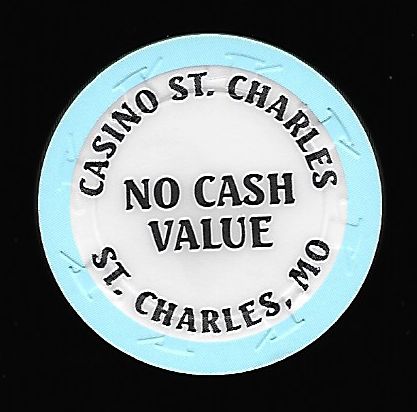 CASINO ST. CHARLES
NO CASH
VALUE
ST. CHARLES, MO